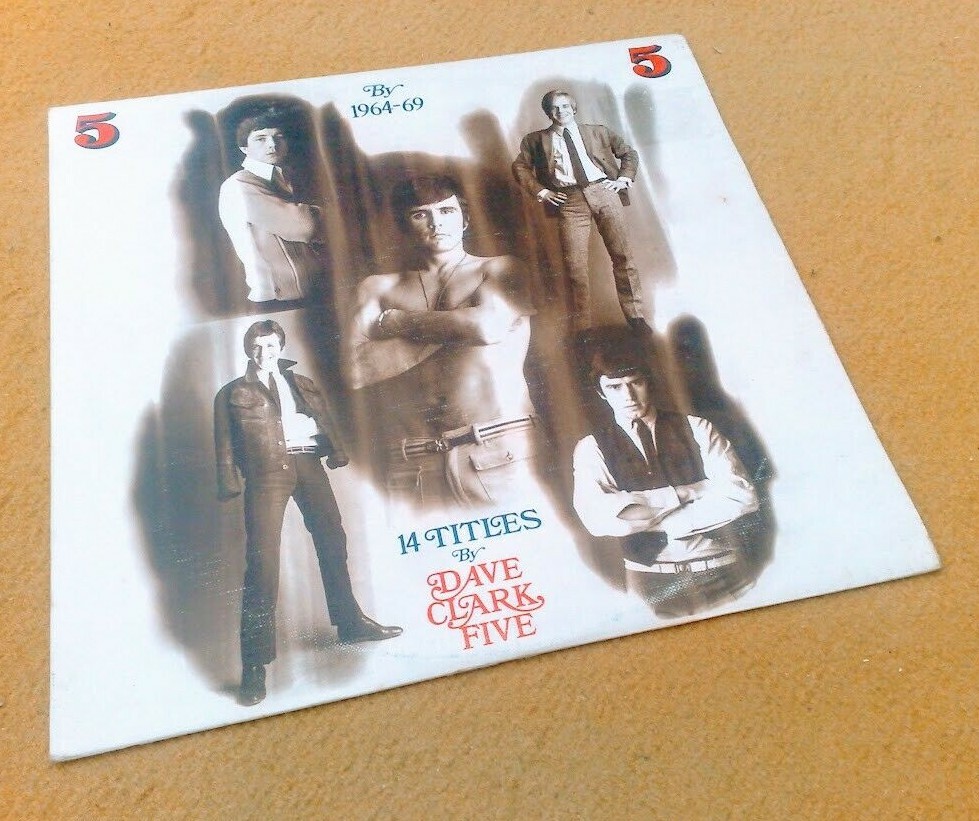 5
By
1964-69
5
14 TITLES
By
DAVE
CLARK
FIVE